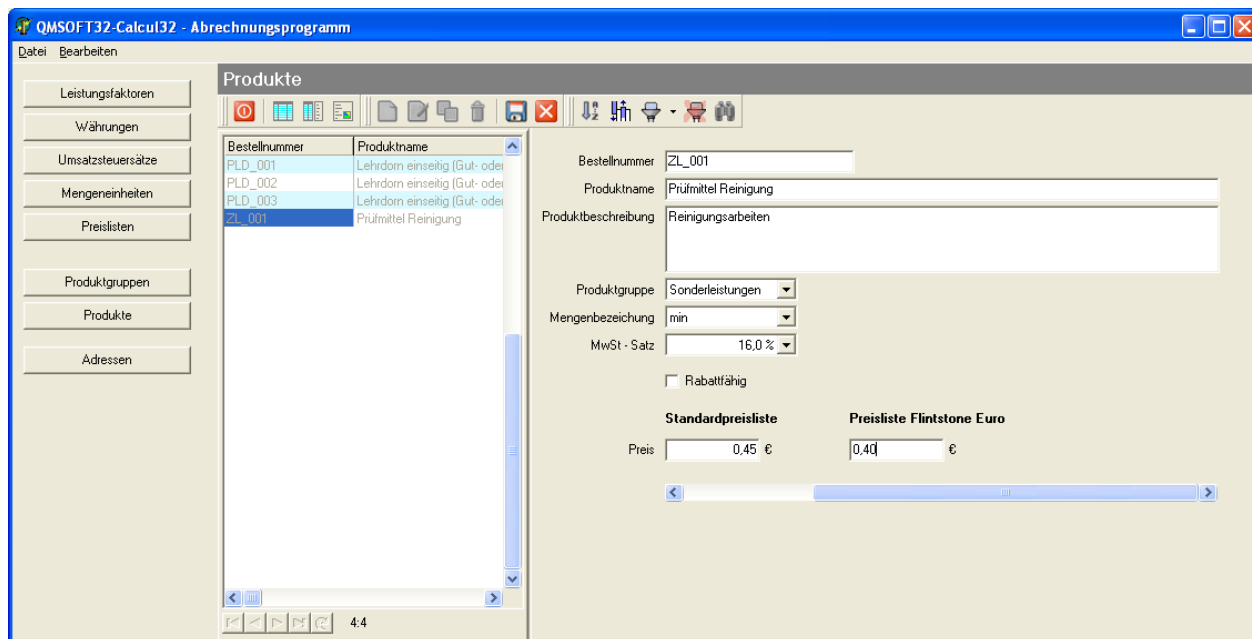 QMSOFT32-Calcul32 - Abrechnungsprogramm
Datei Bearbeiten
Leistungsfaktoren
Währungen
Umsatzsteuersätze
Mengeneinheiten
Preislisten
Produktgruppen
Produkte
Adressen
Produkte
Bestellnummer Produktname
PLD_001 Lehrdorn einseitig (Gut- oder
PLD_002 Lehrdorn einseitig (Gut- oder
PLD_003 Lehrdorn einseitig (Gut- oder
ZL_001 Prüfmittel Reinigung
4:4
Bestellnummer ZL_001
Produktname Prüfmittel Reinigung
Produktbeschreibung Reinigungsarbeiten
Produktgruppe Sonderleistungen
Mengenbezeichung min
MwSt - Satz 16,0 %
Rabattfähig
Standardpreisliste Preisliste Flintstone Euro
Preis 0,45 € 0,40 €